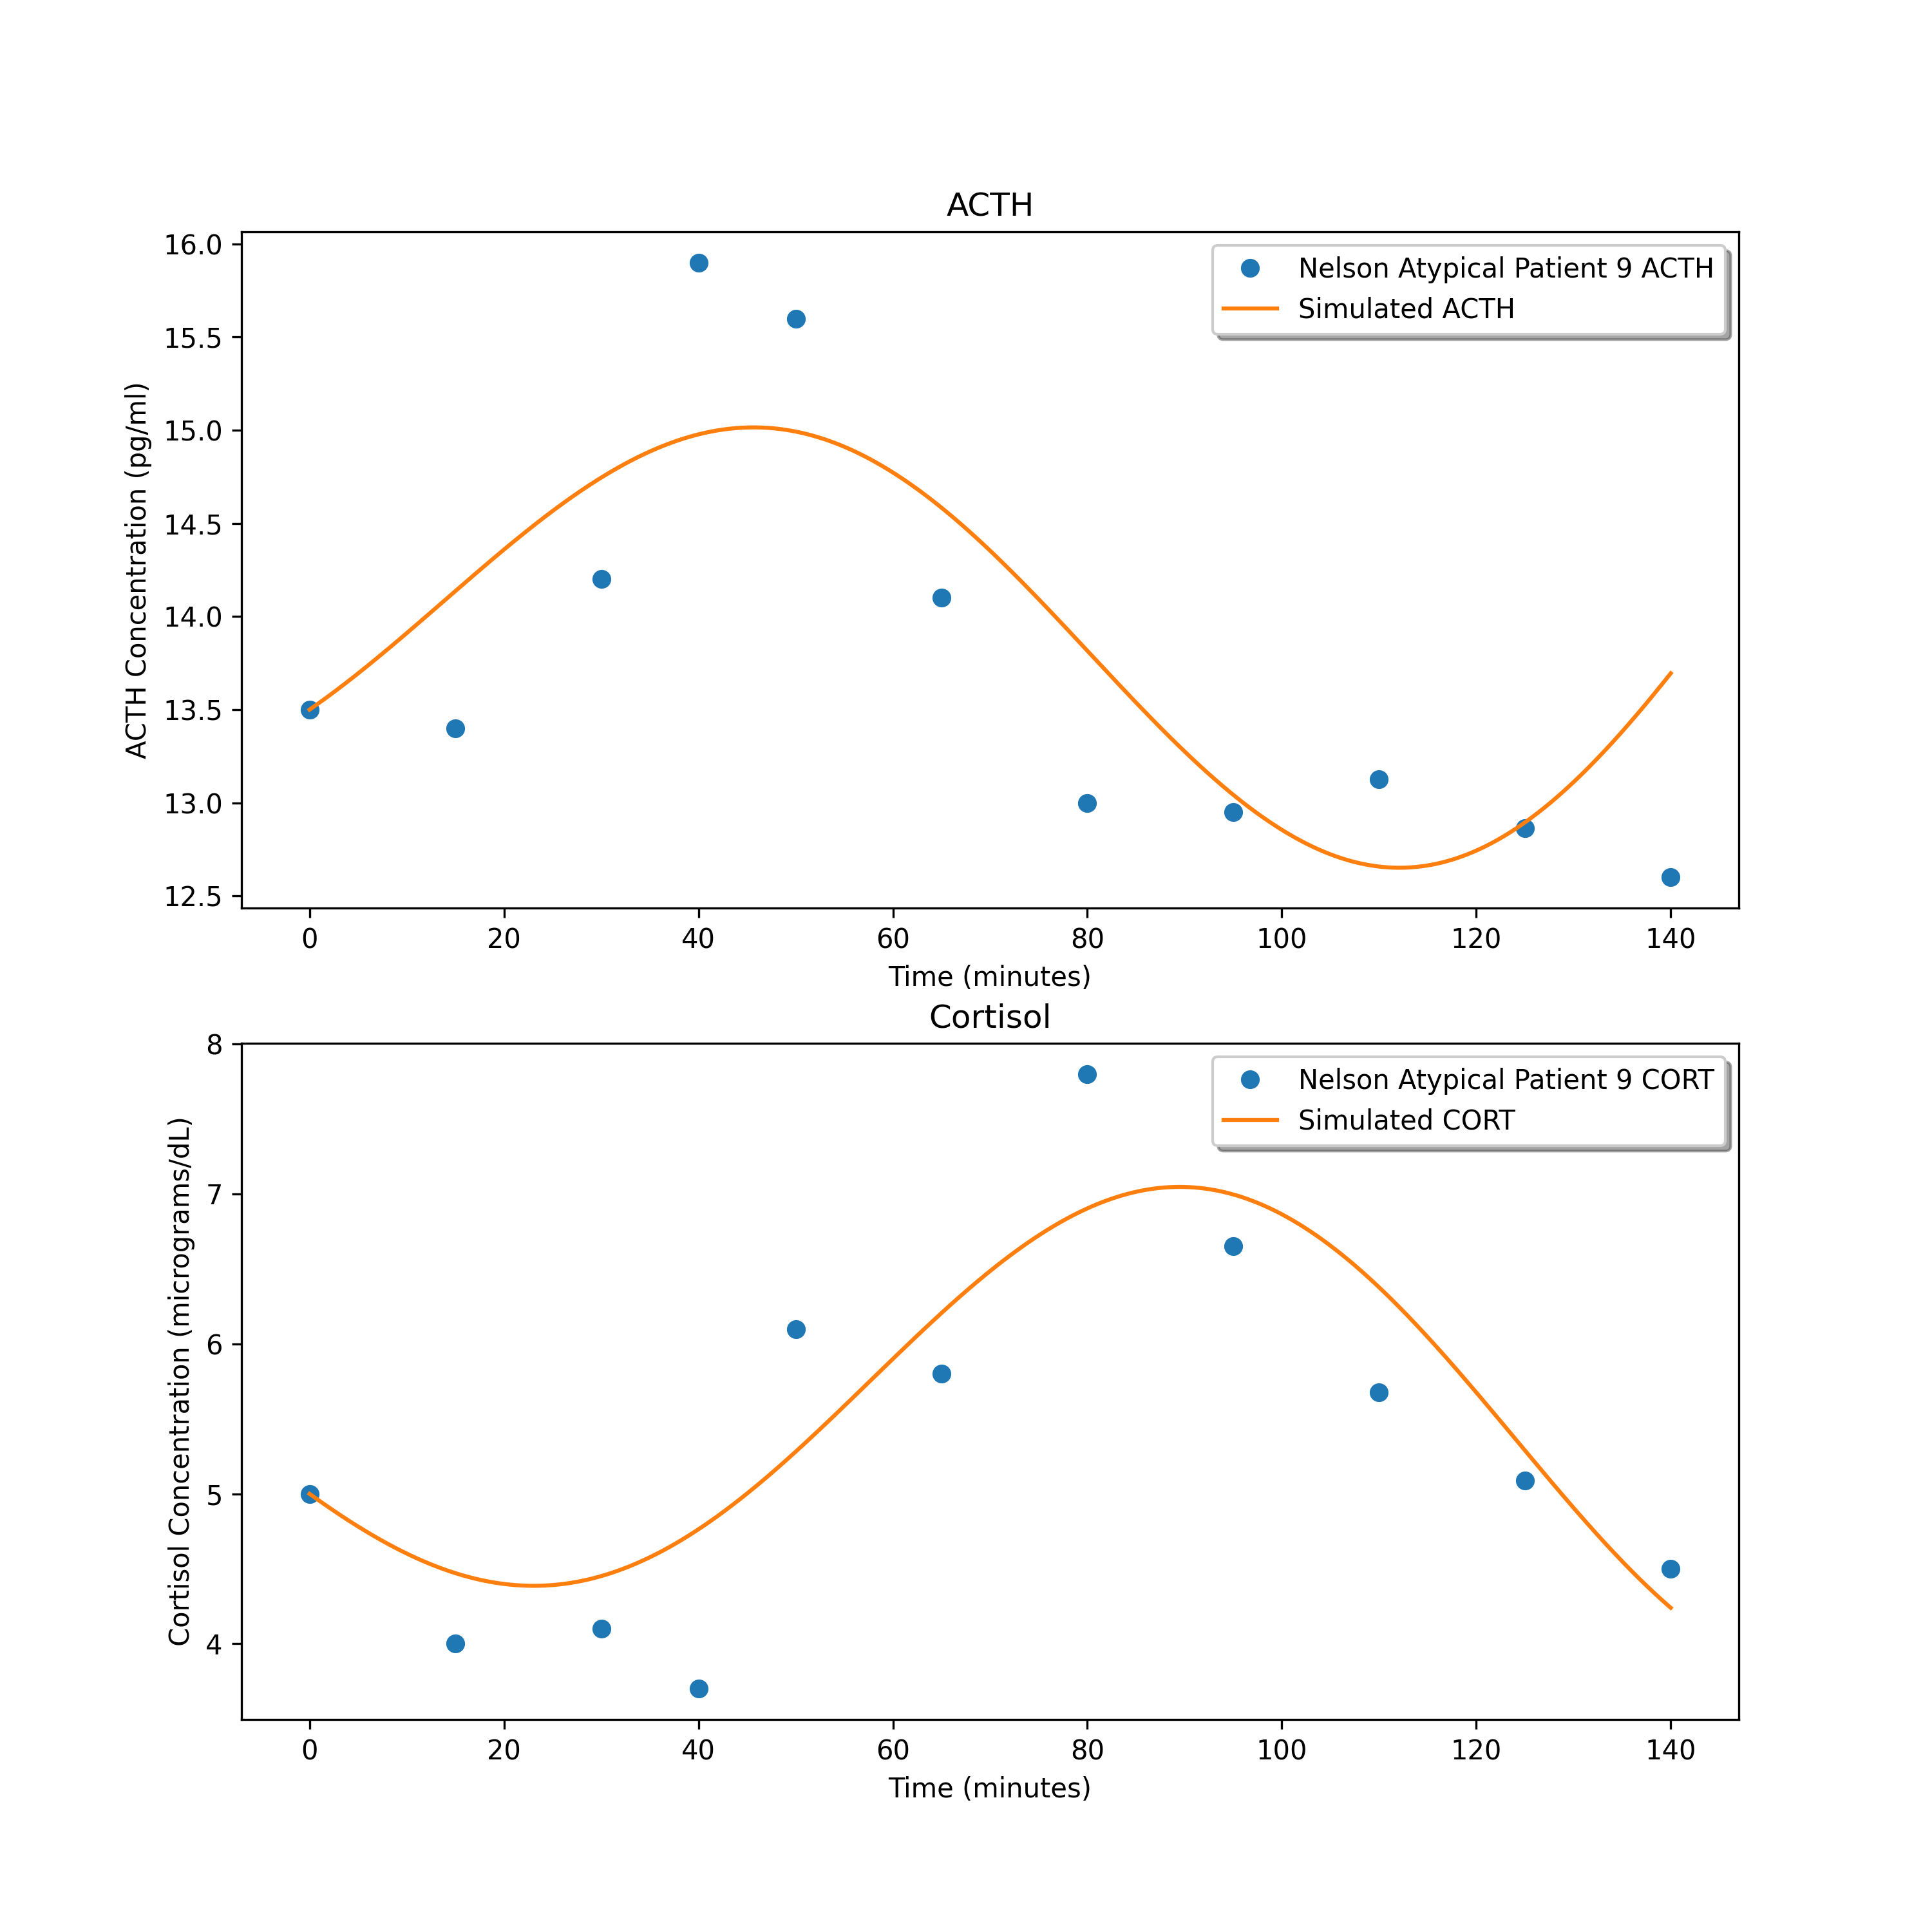 ACTH
16.0
15.5
15.0
14.5
14.0
13.5
13.0
12.5
ACTH Concentration (pg/ml)
Nelson Atypical Patient 9 ACTH
Simulated ACTH
0 20 40 60 80 100 120 140
Time (minutes)
Cortisol
8
7
6
5
4
Cortisol Concentration (micrograms/dL)
Nelson Atypical Patient 9 CORT
Simulated CORT
0 20 40 60 80 100 120 140
Time (minutes)